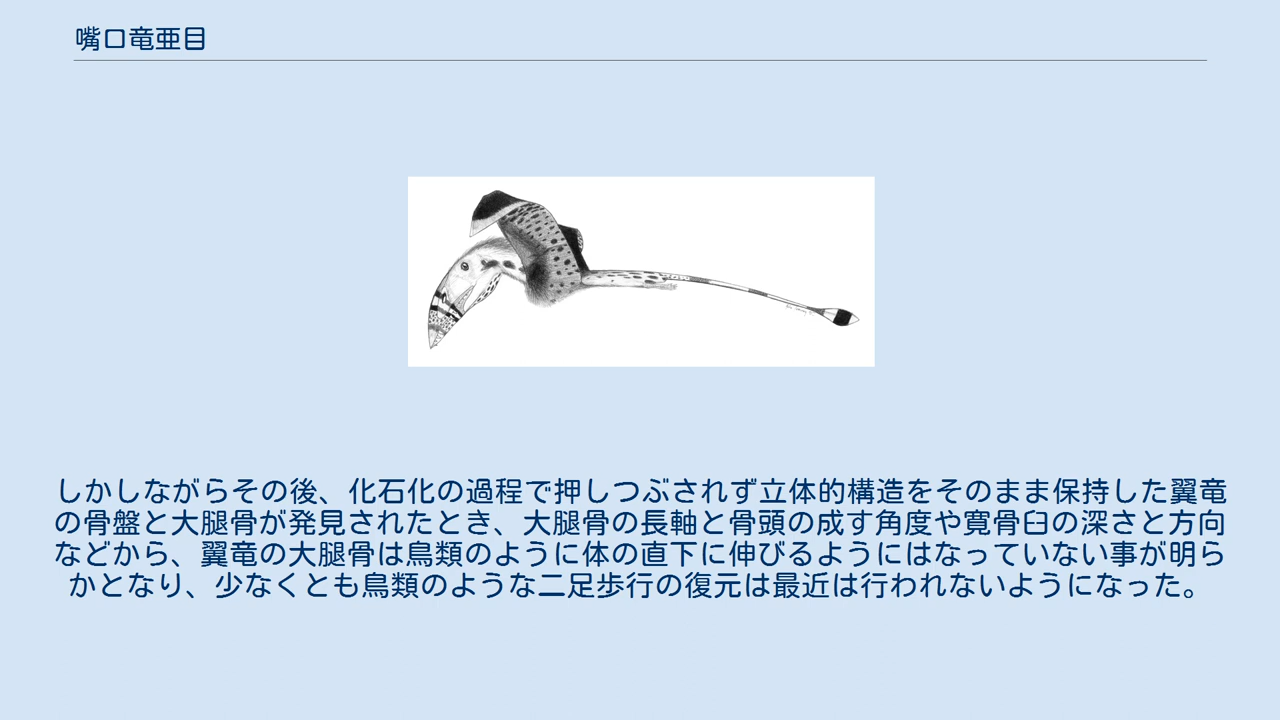 嘴口竜亜目
しかしながらその後、化石化の過程で押しつぶされず立体的構造をそのまま保持した翼竜
の骨盤と大腿骨が発見されたとき、大腿骨の長軸と骨頭の成す角度や寛骨臼の深さと方向
などから、翼竜の大腿骨は鳥類のように体の直下に伸びるようにはなっていない事が明ら
かとなり、少なくとも鳥類のような二足歩行の復元は最近は行われないようになった。